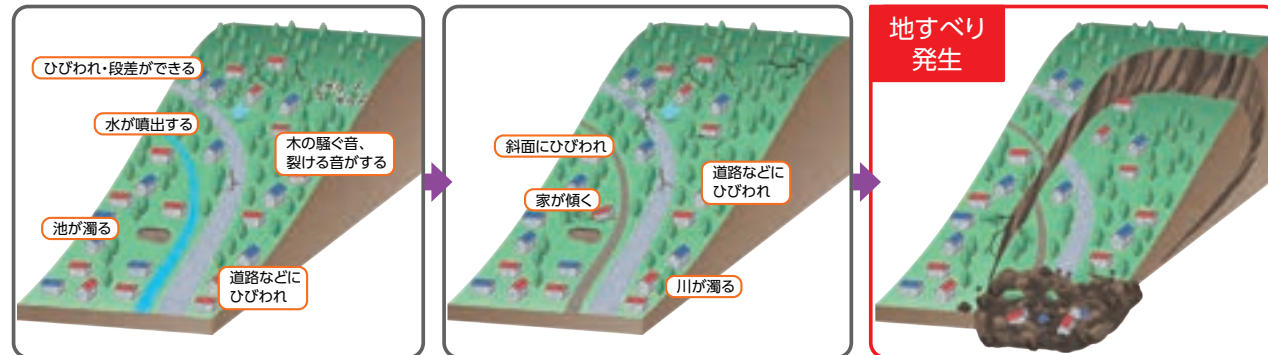 ひびわれ・段差ができる
水が噴出する
木の騒ぐ音、
裂ける音がする
池が濁る
道路などに
ひびわれ
斜面にひびわれ
家が傾く
道路などに
ひびわれ
川が濁る
地すべり
発生